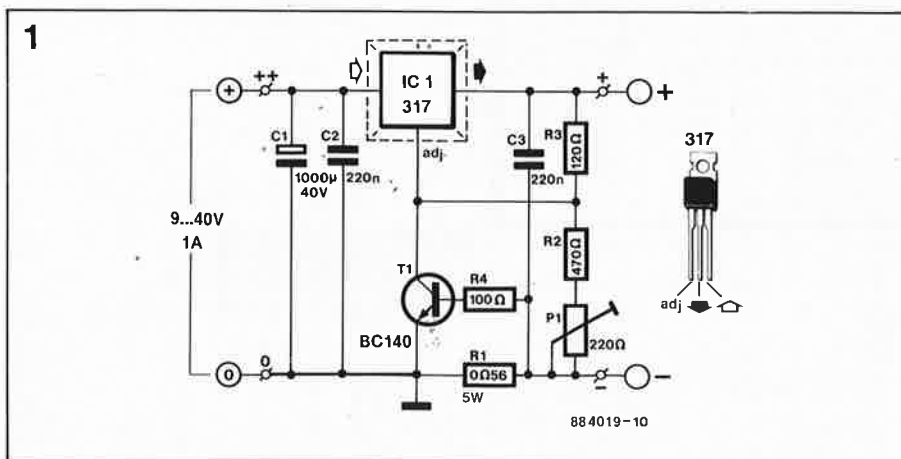 1
IC 1
317
++
+
C1
1000µ
40V
C2
220n
adj.
C3
220n
R3
120Ω
+
+
317
9...40V
1A
R2
470Ω
T1
R4
100Ω
BC140
P1
220Ω
adj
0
0
R1
0Ω56
5W
−
−
884019-10